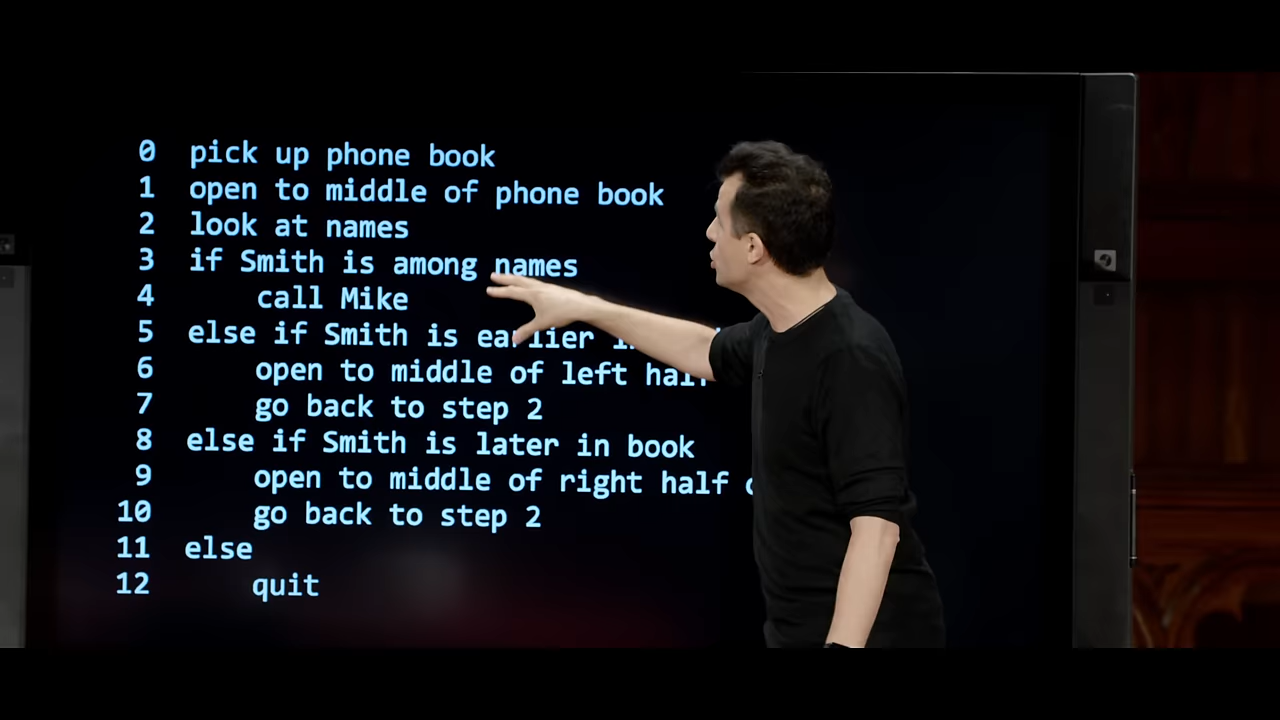 0 pick up phone book
1 open to middle of phone book
2 look at names
3 if Smith is among names
4 call Mike
5 else if Smith is earlier
6 open to middle of left half
7 go back to step 2
8 else if Smith is later in book
9 open to middle of right half
10 go back to step 2
11 else
12 quit